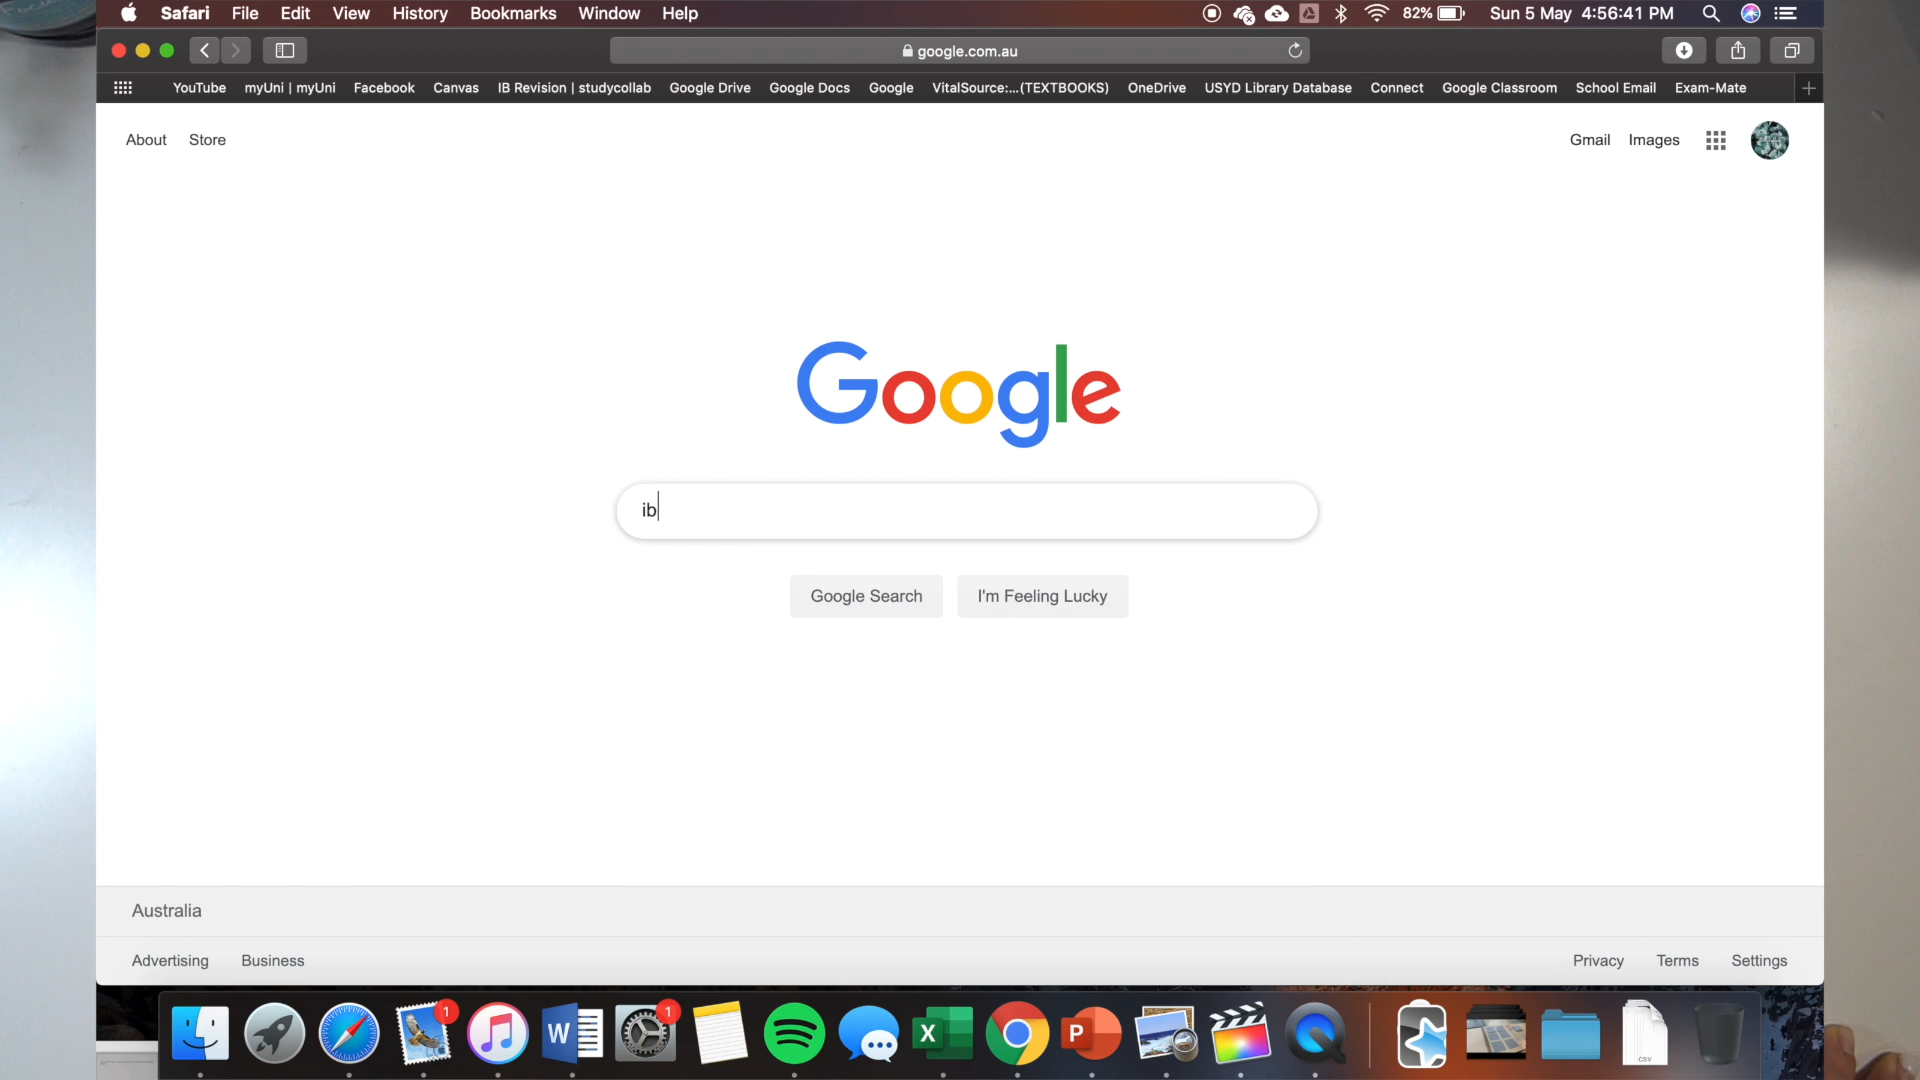 Safari File Edit View History Bookmarks Window Help 82% Sun 5 May 4:56:41 PM
google.com.au
YouTube myUni | myUni Facebook Canvas IB Revision | studycollab Google Drive Google Docs Google VitalSource:...(TEXTBOOKS) OneDrive USYD Library Database Connect Google Classroom School Email Exam-Mate
About Store Gmail Images
Google
ib
Google Search I'm Feeling Lucky
Australia
Advertising Business Privacy Terms Settings
1 W 1 X P CSV